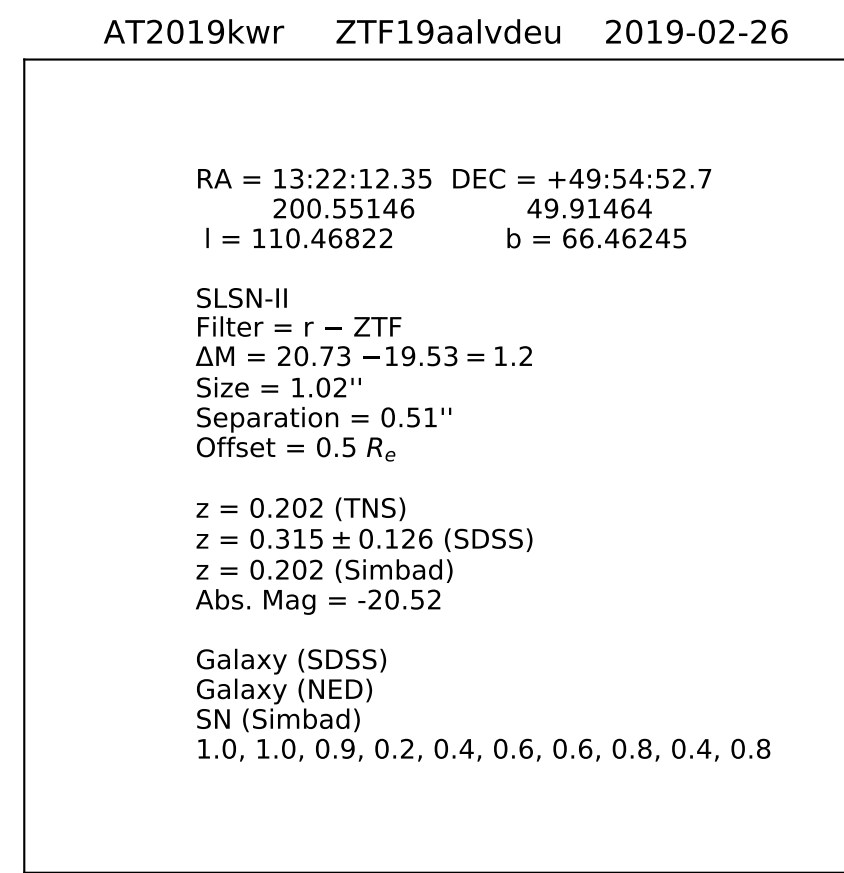 AT2019kwr ZTF19aalvdeu 2019-02-26
RA = 13:22:12.35 DEC = +49:54:52.7
200.55146 49.91464
l = 110.46822 b = 66.46245
SLSN-II
Filter = r − ZTF
ΔM = 20.73 −19.53 = 1.2
Size = 1.02''
Separation = 0.51''
Offset = 0.5 Rₑ
z = 0.202 (TNS)
z = 0.315 ± 0.126 (SDSS)
z = 0.202 (Simbad)
Abs. Mag = -20.52
Galaxy (SDSS)
Galaxy (NED)
SN (Simbad)
1.0, 1.0, 0.9, 0.2, 0.4, 0.6, 0.6, 0.8, 0.4, 0.8